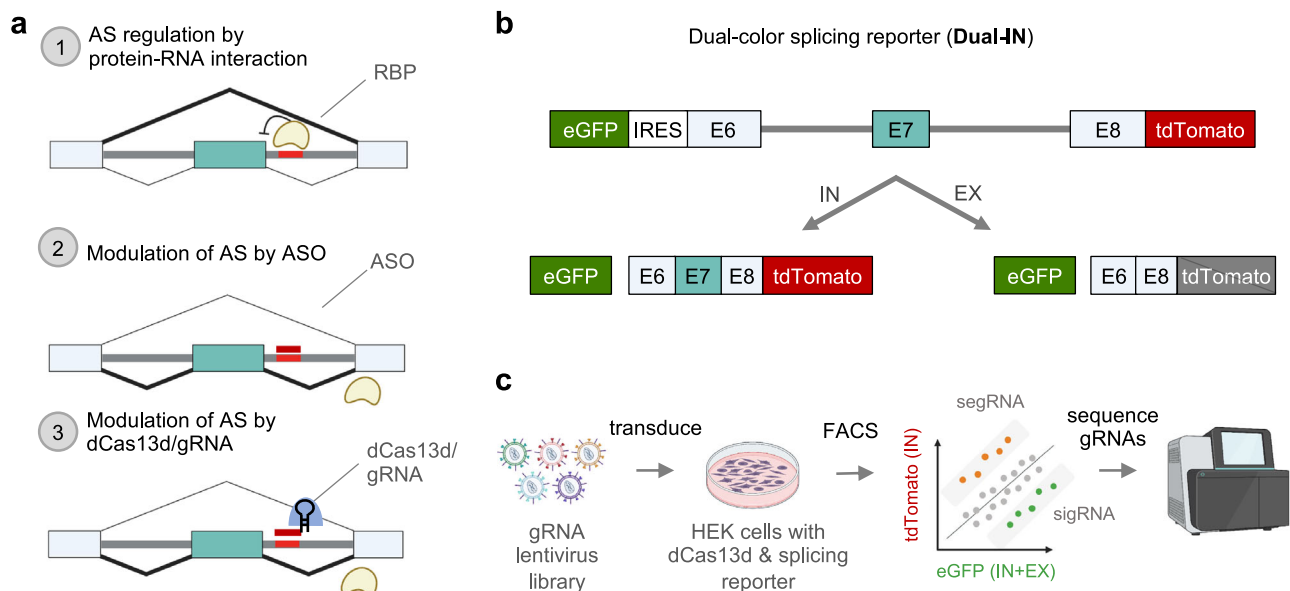 a
1
AS regulation by
protein-RNA interaction
RBP
2
Modulation of AS by ASO
ASO
3
Modulation of AS by
dCas13d/gRNA
dCas13d/
gRNA
b
Dual-color splicing reporter (Dual-IN)
eGFP IRES E6 E7 E8 tdTomato
IN EX
eGFP E6 E7 E8 tdTomato eGFP E6 E8 tdTomato
c
gRNA
lentivirus
library
transduce
HEK cells with
dCas13d & splicing
reporter
FACS
tdTomato (IN)
segRNA
sigRNA
eGFP (IN+EX)
sequence
gRNAs